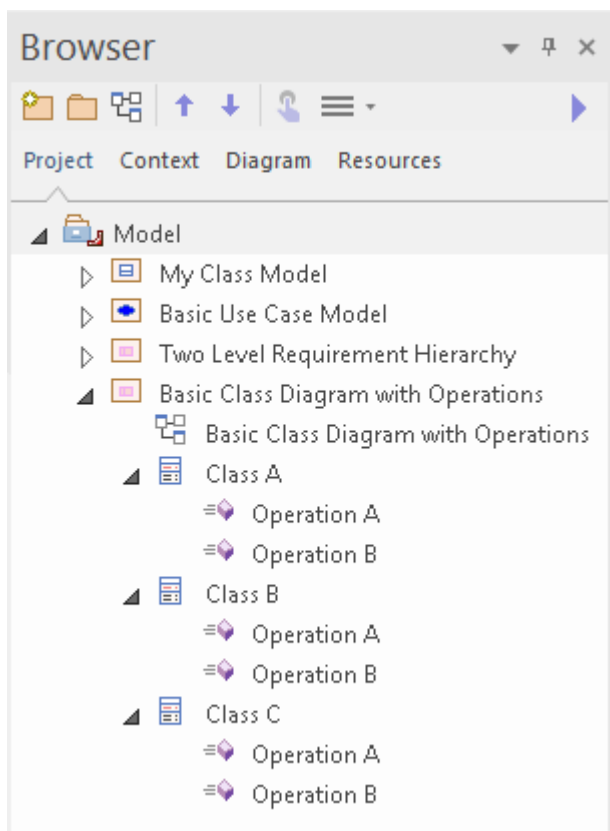 Browser
Project Context Diagram Resources
Model
My Class Model
Basic Use Case Model
Two Level Requirement Hierarchy
Basic Class Diagram with Operations
Basic Class Diagram with Operations
Class A
Operation A
Operation B
Class B
Operation A
Operation B
Class C
Operation A
Operation B